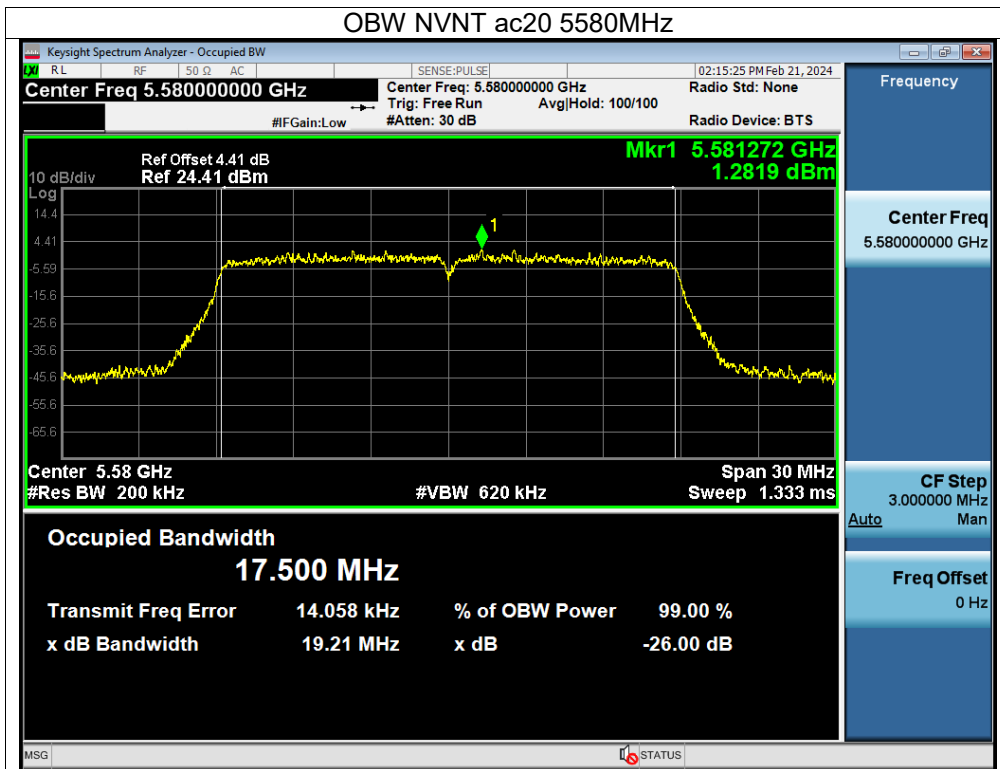 OBW NVNT ac20 5580MHz
Keysight Spectrum Analyzer - Occupied BW
LXI RL RF 50 Ω AC SENSE:PULSE 02:15:25 PM Feb 21, 2024
Center Freq 5.580000000 GHz Center Freq: 5.580000000 GHz Radio Std: None
Trig: Free Run Avg|Hold: 100/100
#IFGain:Low #Atten: 30 dB Radio Device: BTS
Ref Offset 4.41 dB Mkr1 5.581272 GHz
10 dB/div Ref 24.41 dBm 1.2819 dBm
Log
14.4
4.41
1
-5.59
-15.6
-25.6
-35.6
-45.6
-55.6
-65.6
Center 5.58 GHz Span 30 MHz
#Res BW 200 kHz #VBW 620 kHz Sweep 1.333 ms
Occupied Bandwidth
17.500 MHz
Transmit Freq Error 14.058 kHz % of OBW Power 99.00 %
x dB Bandwidth 19.21 MHz x dB -26.00 dB
MSG STATUS
Frequency
Center Freq
5.580000000 GHz
CF Step
3.000000 MHz
Auto Man
Freq Offset
0 Hz